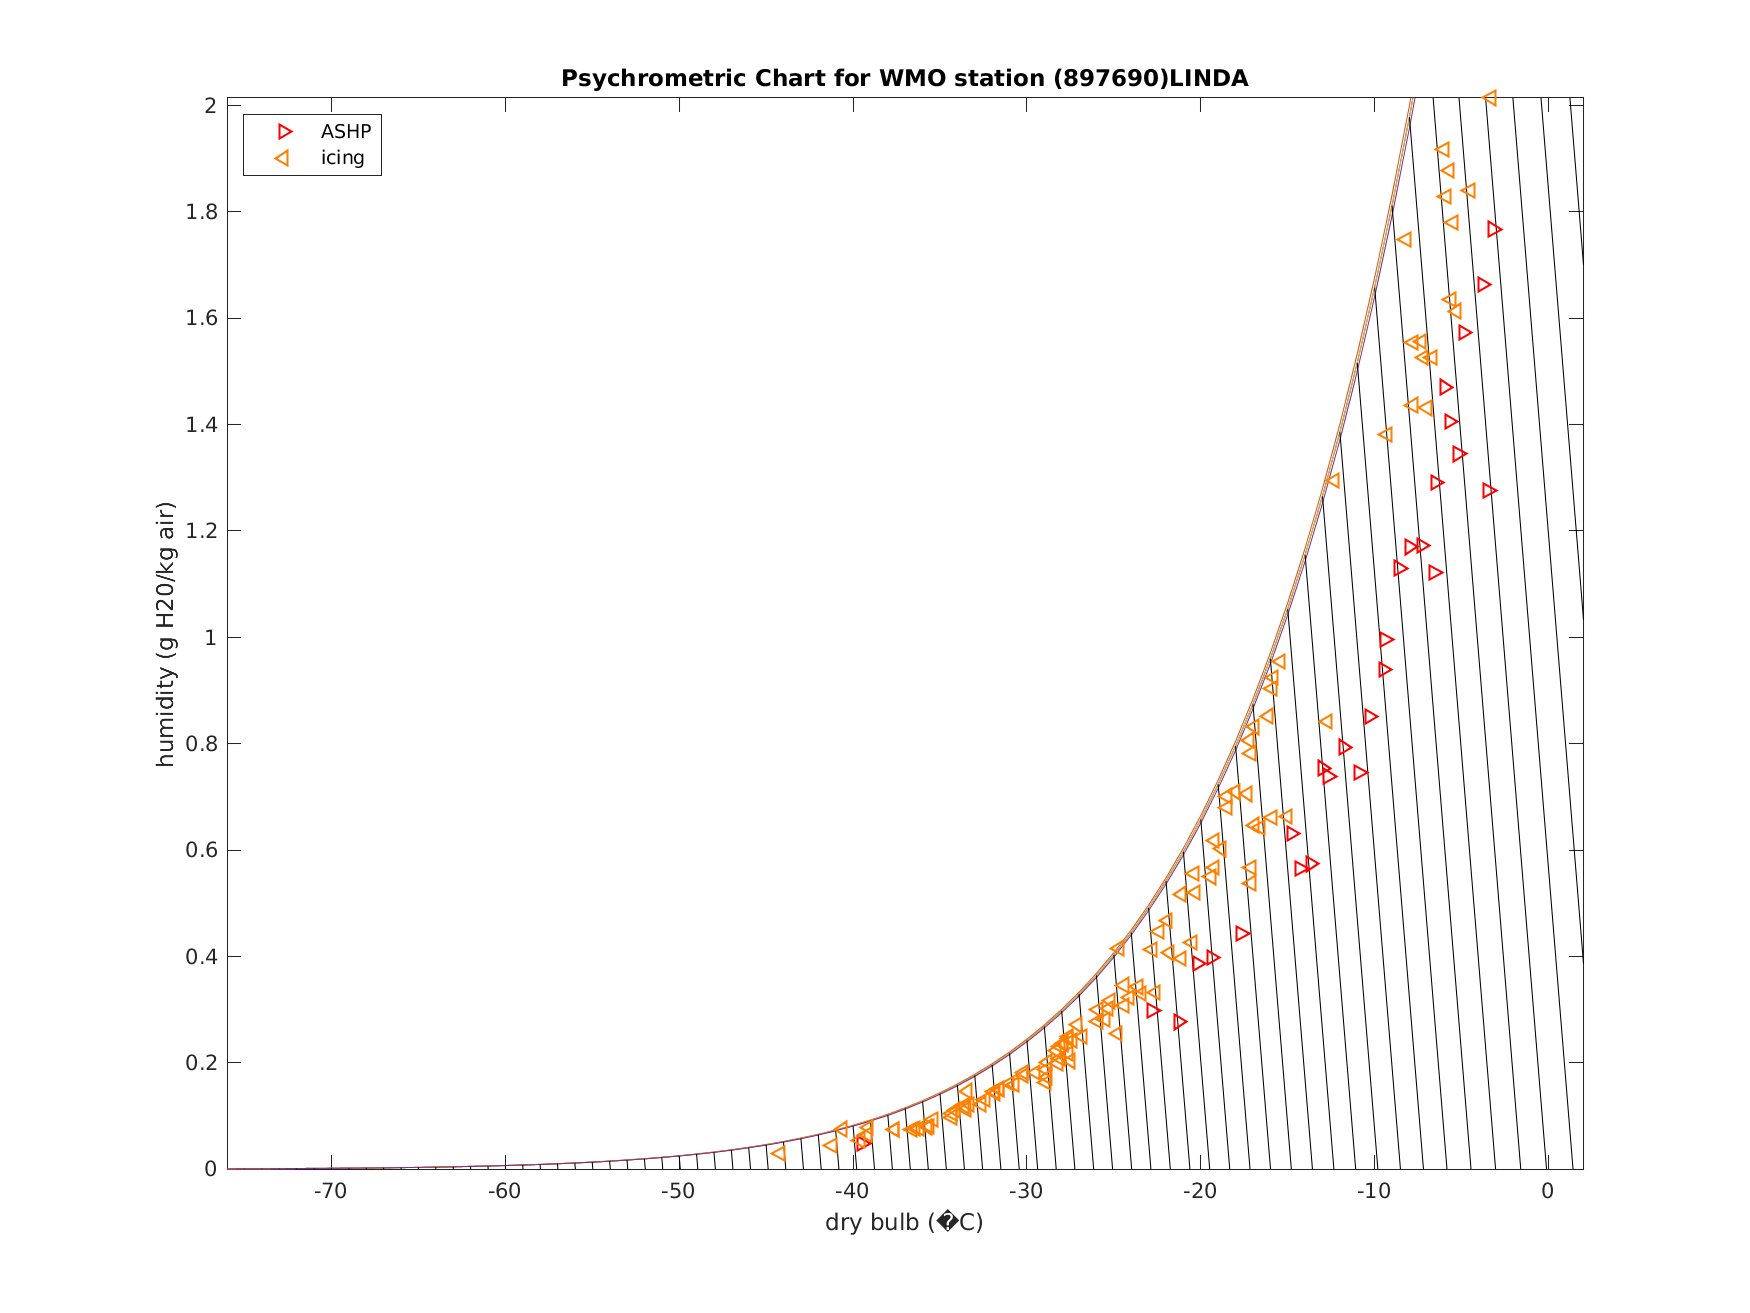 Psychrometric Chart for WMO station (897690)LINDA
ASHP
icing
humidity (g H20/kg air)
2
1.8
1.6
1.4
1.2
1
0.8
0.6
0.4
0.2
0
-70 -60 -50 -40 -30 -20 -10 0
dry bulb (�C)